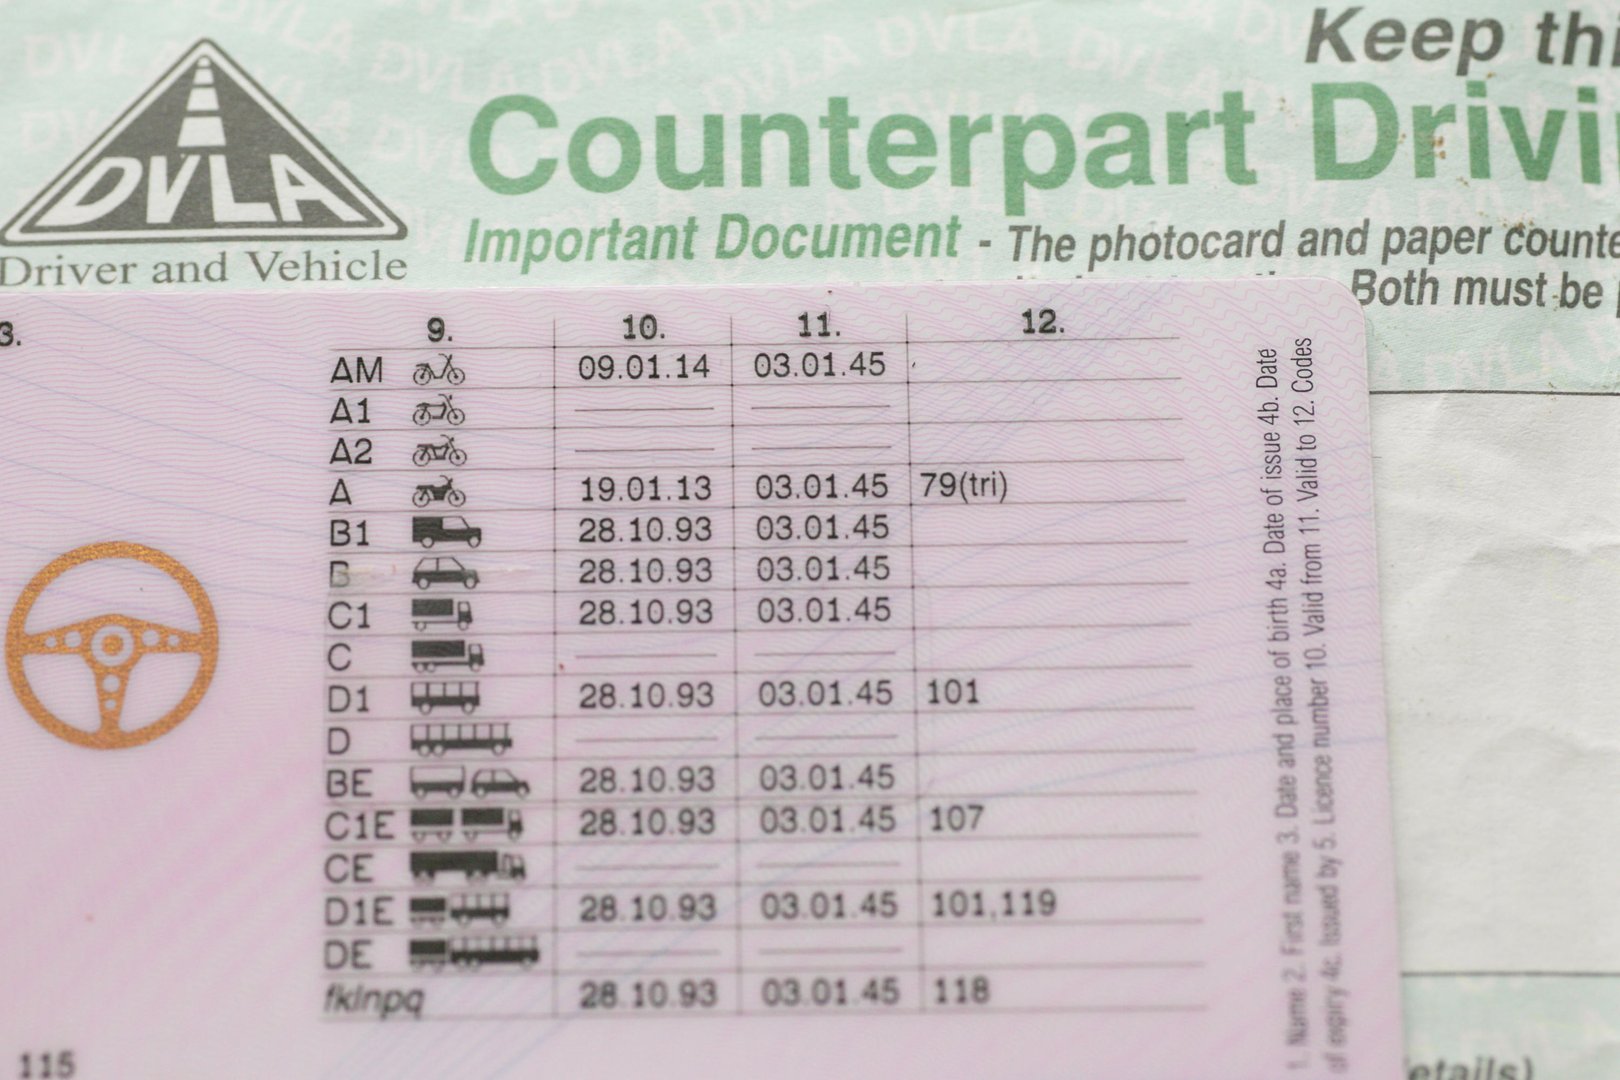 Keep
DVLA
Driver and Vehicle
Counterpart
Important Document - The photocard and paper
Both must be
3.
9. 10. 11. 12.
AM 09.01.14 03.01.45
A1
A2
A 19.01.13 03.01.45 79(tri)
B1 28.10.93 03.01.45
B 28.10.93 03.01.45
C1 28.10.93 03.01.45
C
D1 28.10.93 03.01.45 101
D
BE 28.10.93 03.01.45
C1E 28.10.93 03.01.45 107
CE
D1E 28.10.93 03.01.45 101,119
DE
fklnpq 28.10.93 03.01.45 118
115
1. Name 2. First name 3. Date and place of birth 4a. Date of issue 4b. Date
of expiry 4c. Issued by 5. Licence number 10. Valid from 11. Valid to 12. Codes